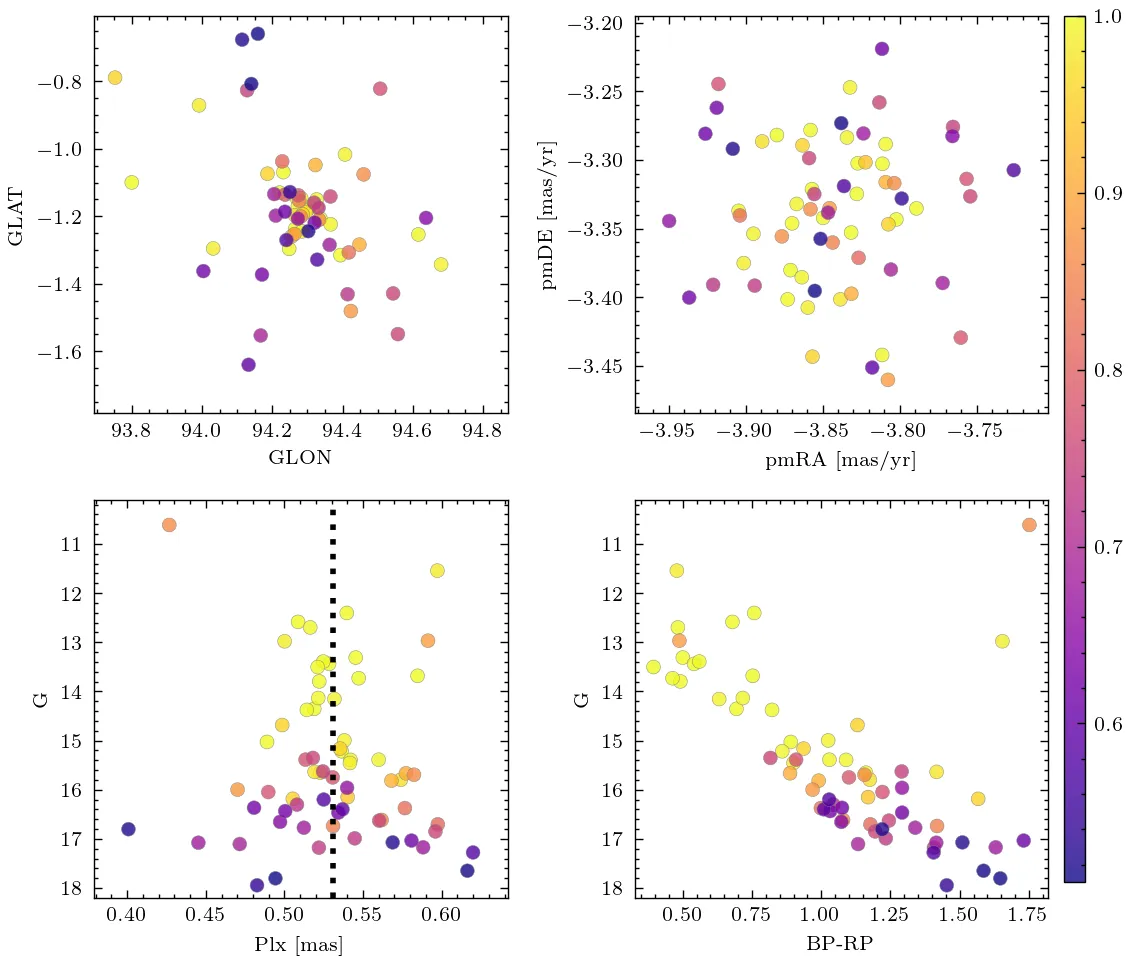 −0.8
−1.0
−1.2
−1.4
−1.6
GLAT
93.8 94.0 94.2 94.4 94.6 94.8
GLON
−3.20
−3.25
−3.30
−3.35
−3.40
−3.45
pmDE [mas/yr]
−3.95 −3.90 −3.85 −3.80 −3.75
pmRA [mas/yr]
11
12
13
14
15
16
17
18
G
0.40 0.45 0.50 0.55 0.60
Plx [mas]
11
12
13
14
15
16
17
18
G
0.50 0.75 1.00 1.25 1.50 1.75
BP-RP
1.0
0.9
0.8
0.7
0.6